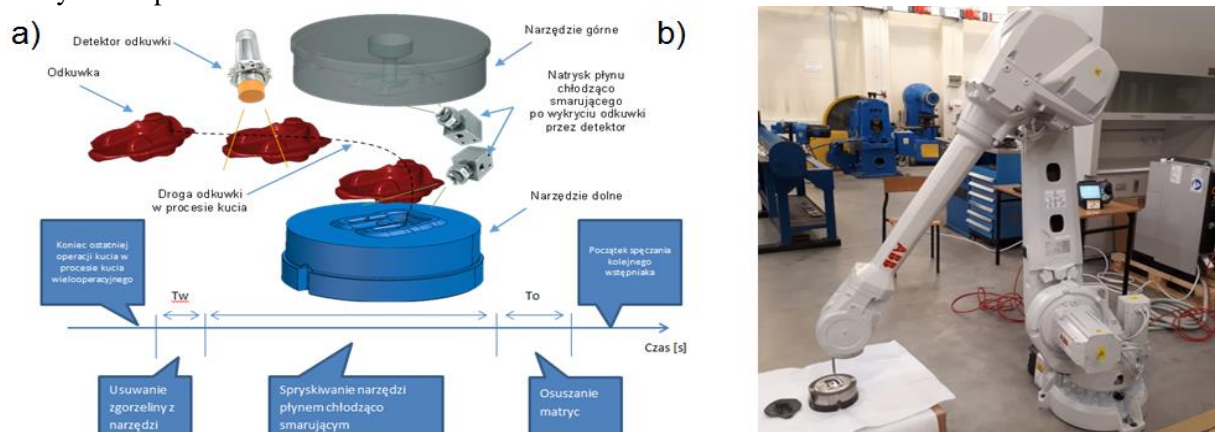 a)
Detektor odkuwki
Odkuwka
Narzędzie górne
Natrysk płynu
chłodząco
smarującego
po wykryciu odkuwki
przez detektor
Droga odkuwki
w procesie kucia
Narzędzie dolne
Koniec ostatniej
operacji kucia w
procesie kucia
wielooperacyjnego
Początek spęczania
kolejnego
wstępniaka
Tw
To
Czas [s]
Usuwanie
zgorzeliny z
narzędzi
Spryskiwanie narzędzi
płynem chłodząco
smarującym
Osuszanie
matryc
b)
ABB